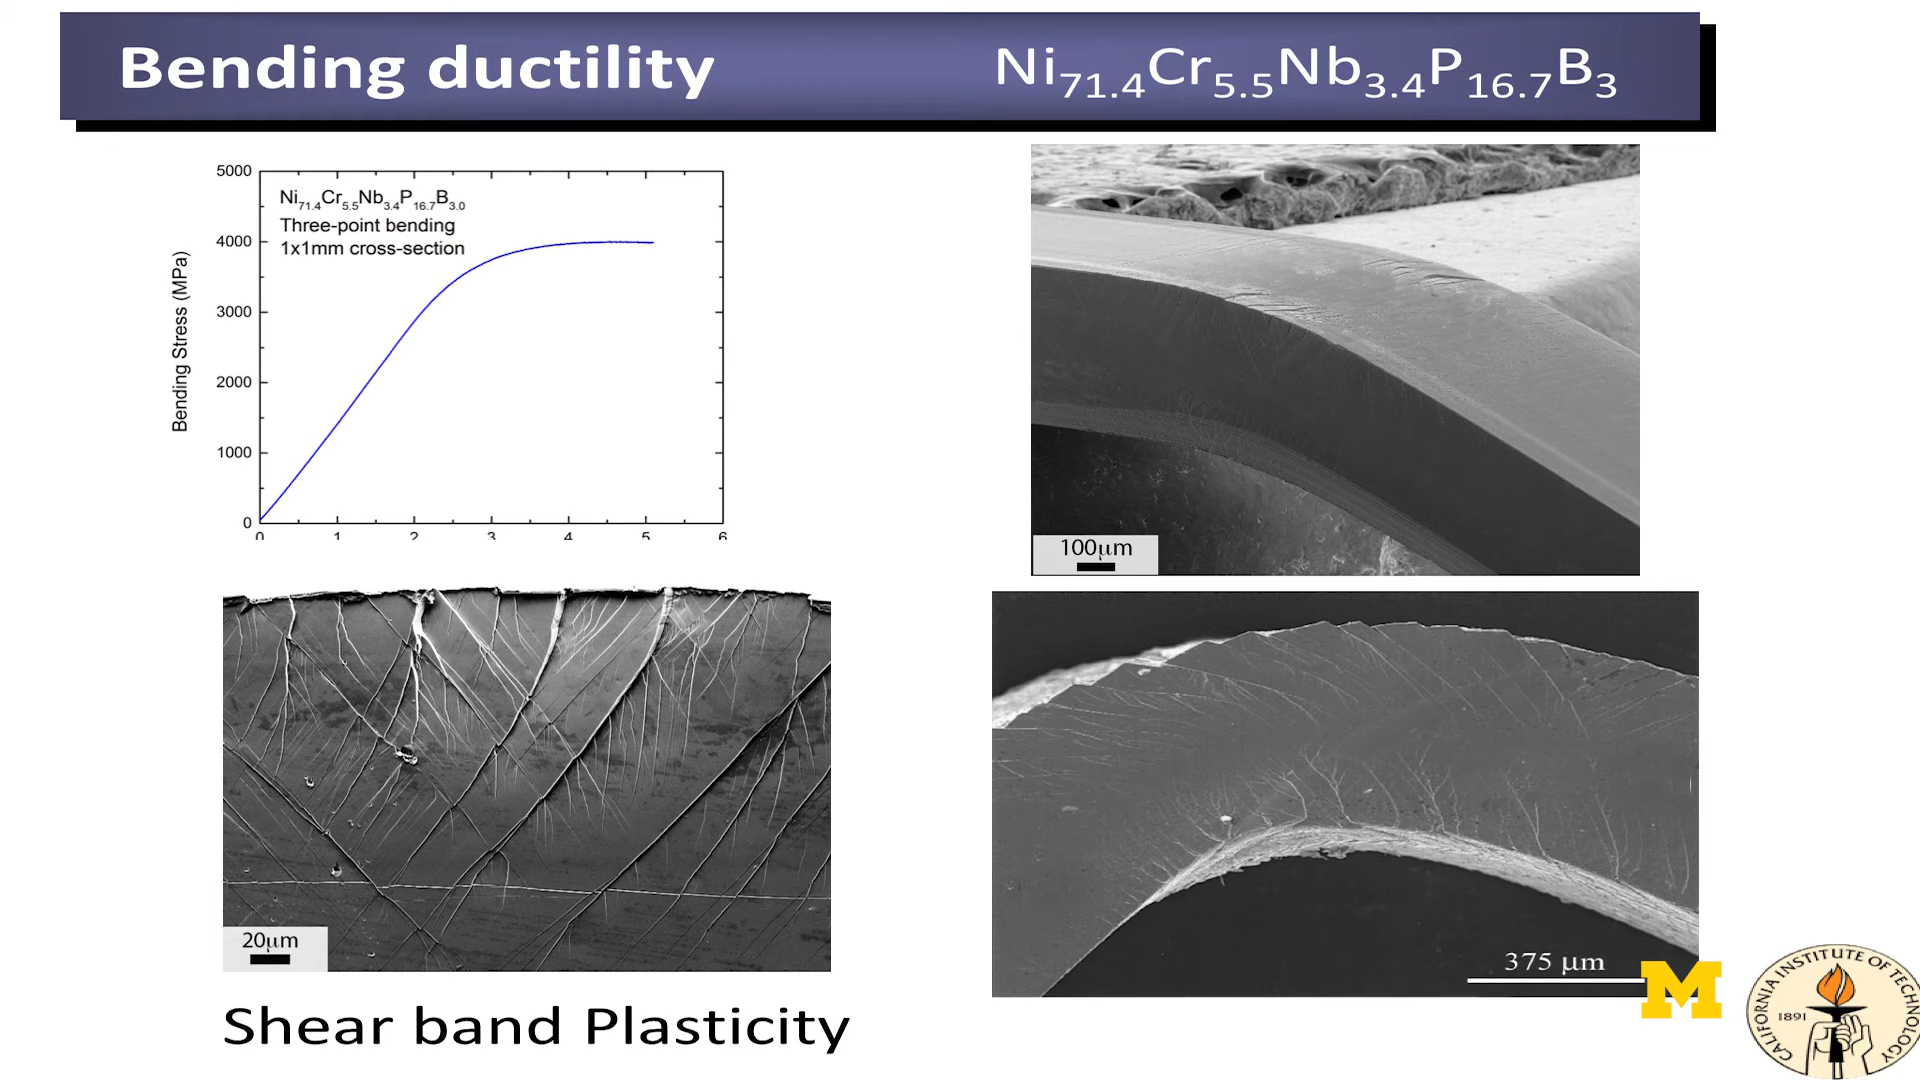 Bending ductility
Ni71.4Cr5.5Nb3.4P16.7B3
5000
4000
3000
2000
1000
0
Bending Stress (MPa)
Ni71.4Cr5.5Nb3.4P16.7B3.0
Three-point bending
1x1mm cross-section
0 1 2 3 4 5 6
100µm
20µm
375 µm
Shear band Plasticity
M
CALIFORNIA INSTITUTE OF TECHNOLOGY
1891